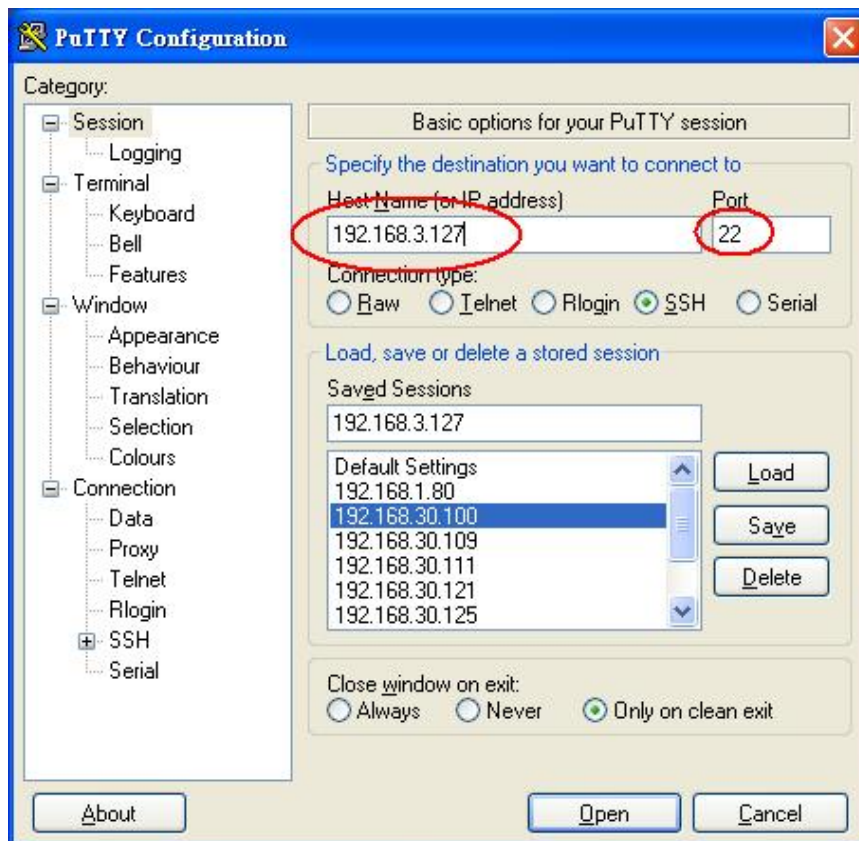 PuTTY Configuration
Category:
Session
Logging
Terminal
Keyboard
Bell
Features
Window
Appearance
Behaviour
Translation
Selection
Colours
Connection
Data
Proxy
Telnet
Rlogin
SSH
Serial
Basic options for your PuTTY session
Specify the destination you want to connect to
Host Name (or IP address) Port
192.168.3.127 22
Connection type:
Raw Telnet Rlogin SSH Serial
Load, save or delete a stored session
Saved Sessions
192.168.3.127
Default Settings
192.168.1.80
192.168.30.100
192.168.30.109
192.168.30.111
192.168.30.121
192.168.30.125
Load
Save
Delete
Close window on exit:
Always Never Only on clean exit
About Open Cancel